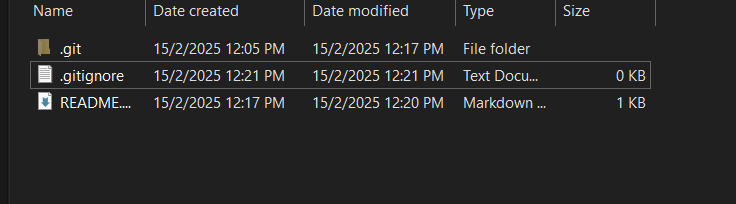 Name Date created Date modified Type Size
.git 15/2/2025 12:05 PM 15/2/2025 12:17 PM File folder
.gitignore 15/2/2025 12:21 PM 15/2/2025 12:21 PM Text Docu... 0 KB
README.... 15/2/2025 12:17 PM 15/2/2025 12:20 PM Markdown ... 1 KB